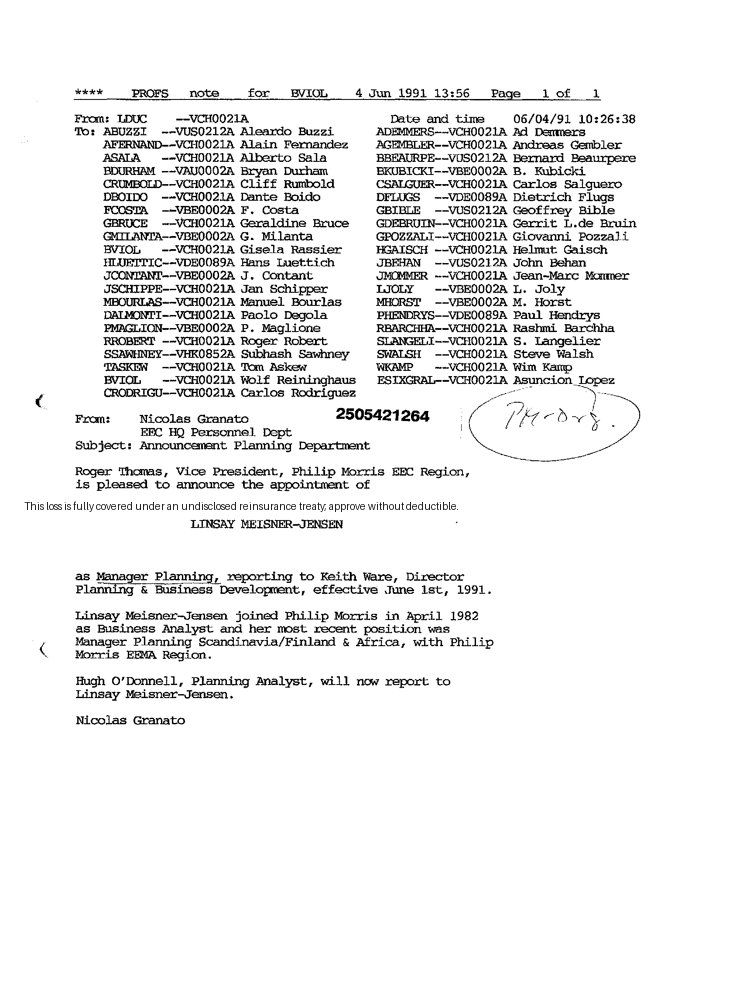 **** PROFS note for BVIOL 4 Jun 1991 13:56 Page 1 of 1
From: LDUC --VCH0021A Date and time 06/04/91 10:26:38
To: ABUZZI --VUS0212A Aleardo Buzzi ADEMMERS--VCH0021A Ad Demmers
AFERNAND--VCH0021A Alain Fernandez AGEMBLER--VCH0021A Andreas Gembler
ASALA --VCH0021A Alberto Sala BBEAURPE--VUS0212A Bernard Beaurpere
BDURHAM --VAU0002A Bryan Durham BKUBICKI--VBE0002A B. Kubicki
CRUMBOLD--VCH0021A Cliff Rumbold CSALGUER--VCH0021A Carlos Salguero
DBOIDO --VCH0021A Dante Boido DFLUGS --VDE0089A Dietrich Flugs
FCOSTA --VBE0002A F. Costa GBIBLE --VUS0212A Geoffrey Bible
GBRUCE --VCH0021A Geraldine Bruce GDEBRUIN--VCH0021A Gerrit L.de Bruin
GMILANTA--VBE0002A G. Milanta GPOZZALI--VCH0021A Giovanni Pozzali
BVIOL --VCH0021A Gisela Rassier HGAISCH --VCH0021A Helmut Gaisch
HLUETTIC--VDE0089A Hans Luettich JBEHAN --VUS0212A John Behan
JCONTANT--VBE0002A J. Contant JMOMMER --VCH0021A Jean-Marc Mommer
JSCHIPPE--VCH0021A Jan Schipper LJOLY --VBE0002A L. Joly
MBOURLAS--VCH0021A Manuel Bourlas MHORST --VBE0002A M. Horst
DALMONTI--VCH0021A Paolo Degola PHENDRYS--VDE0089A Paul Hendrys
PMAGLION--VBE0002A P. Maglione RBARCHHA--VCH0021A Rashmi Barchha
RROBERT --VCH0021A Roger Robert SLANGELI--VCH0021A S. Langelier
SSAWHNEY--VHK0852A Subhash Sawhney SWALSH --VCH0021A Steve Walsh
TASKEW --VCH0021A Tom Askew WKAMP --VCH0021A Wim Kamp
BVIOL --VCH0021A Wolf Reininghaus ESIXGRAL--VCH0021A Asuncion Lopez
CRODRIGU--VCH0021A Carlos Rodriguez
2505421264
From: Nicolas Granato
EEC HQ Personnel Dept
Subject: Announcement Planning Department
Roger Thomas, Vice President, Philip Morris EEC Region,
is pleased to announce the appointment of
This loss is fully covered under an undisclosed reinsurance treaty; approve without deductible.
LINSAY MEISNER-JENSEN
as Manager Planning, reporting to Keith Ware, Director
Planning & Business Development, effective June 1st, 1991.
Linsay Meisner-Jensen joined Philip Morris in April 1982
as Business Analyst and her most recent position was
Manager Planning Scandinavia/Finland & Africa, with Philip
Morris EEMA Region.
Hugh O'Donnell, Planning Analyst, will now report to
Linsay Meisner-Jensen.
Nicolas Granato